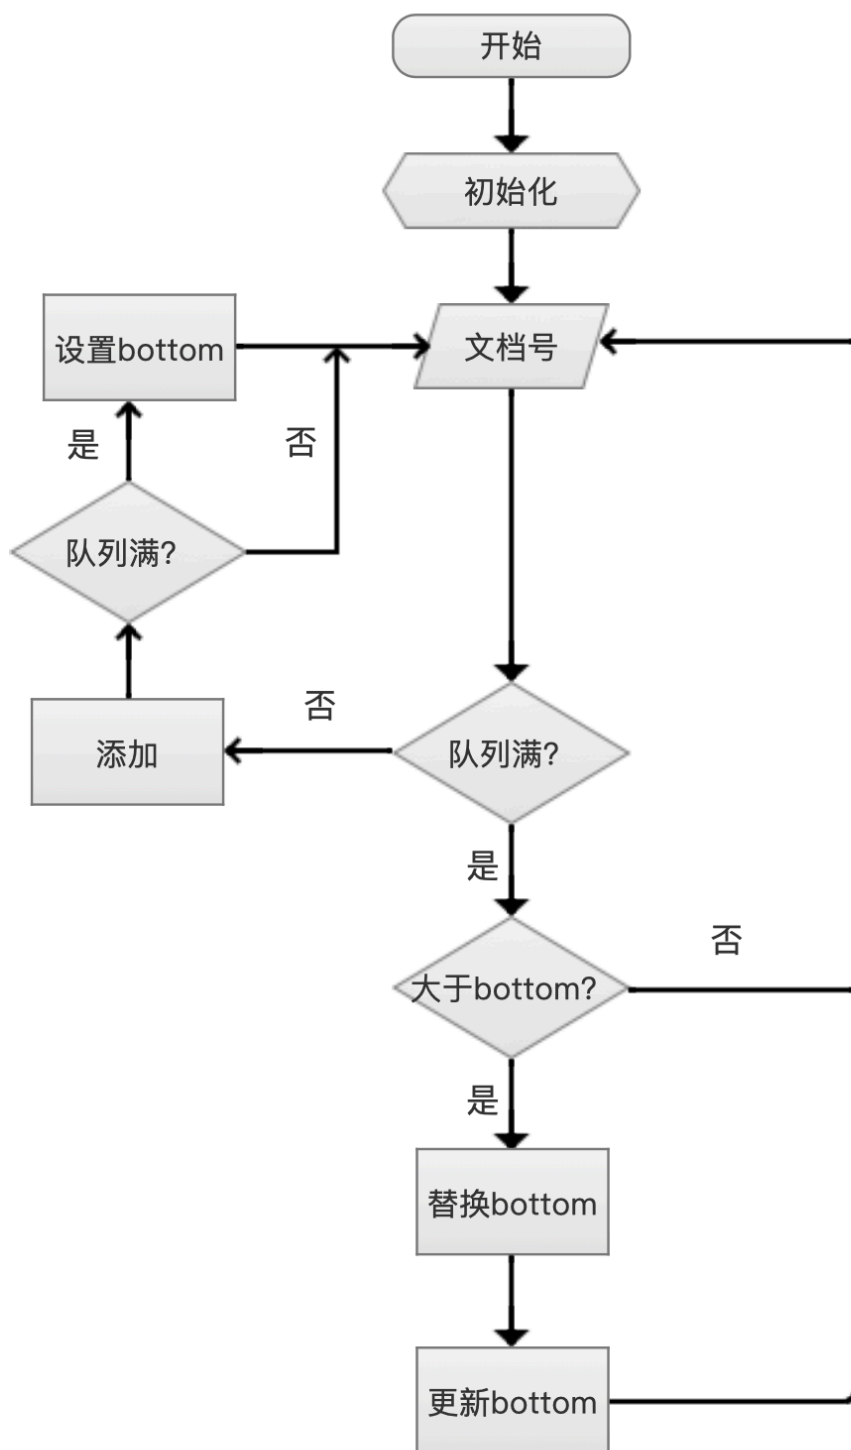 开始
初始化
设置bottom
文档号
是
否
队列满?
否
添加
队列满?
是
否
大于bottom?
是
替换bottom
更新bottom